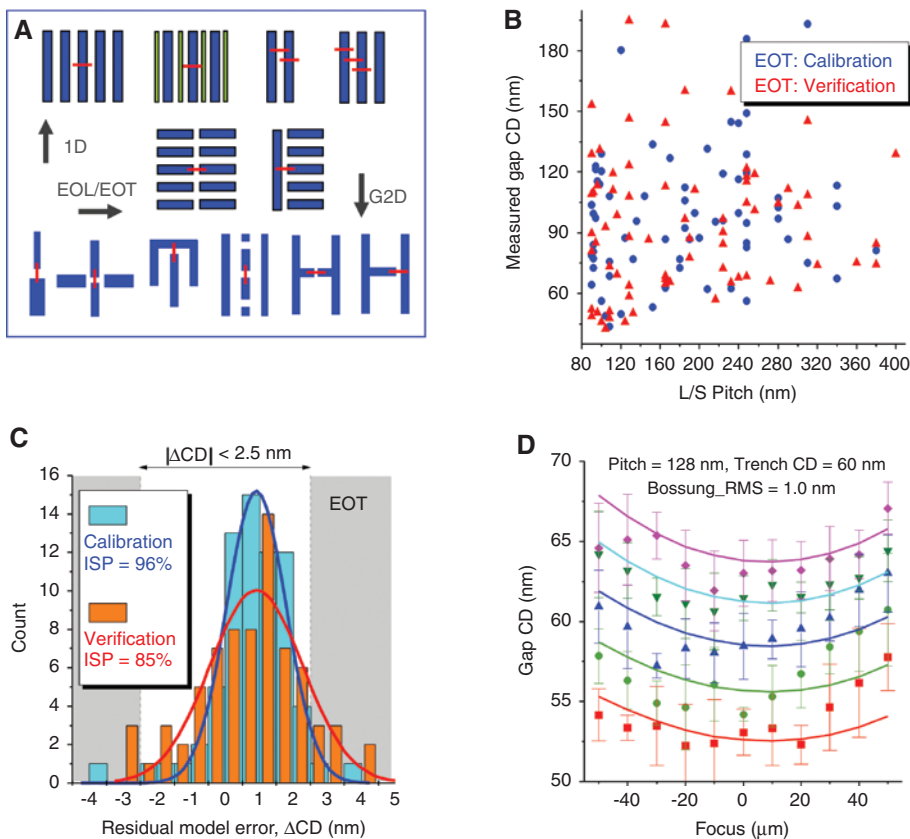 A
1D
EOL/EOT
G2D
B
Measured gap CD (nm)
180
150
120
90
60
EOT: Calibration
EOT: Verification
80 120 160 200 240 280 320 360 400
L/S Pitch (nm)
C
|ΔCD| < 2.5 nm
Count
16
14
12
10
8
6
4
2
0
EOT
Calibration
ISP = 96%
Verification
ISP = 85%
-4 -3 -2 -1 0 1 2 3 4 5
Residual model error, ΔCD (nm)
D
Gap CD (nm)
70
65
60
55
50
Pitch = 128 nm, Trench CD = 60 nm
Bossung_RMS = 1.0 nm
-40 -20 0 20 40
Focus (µm)